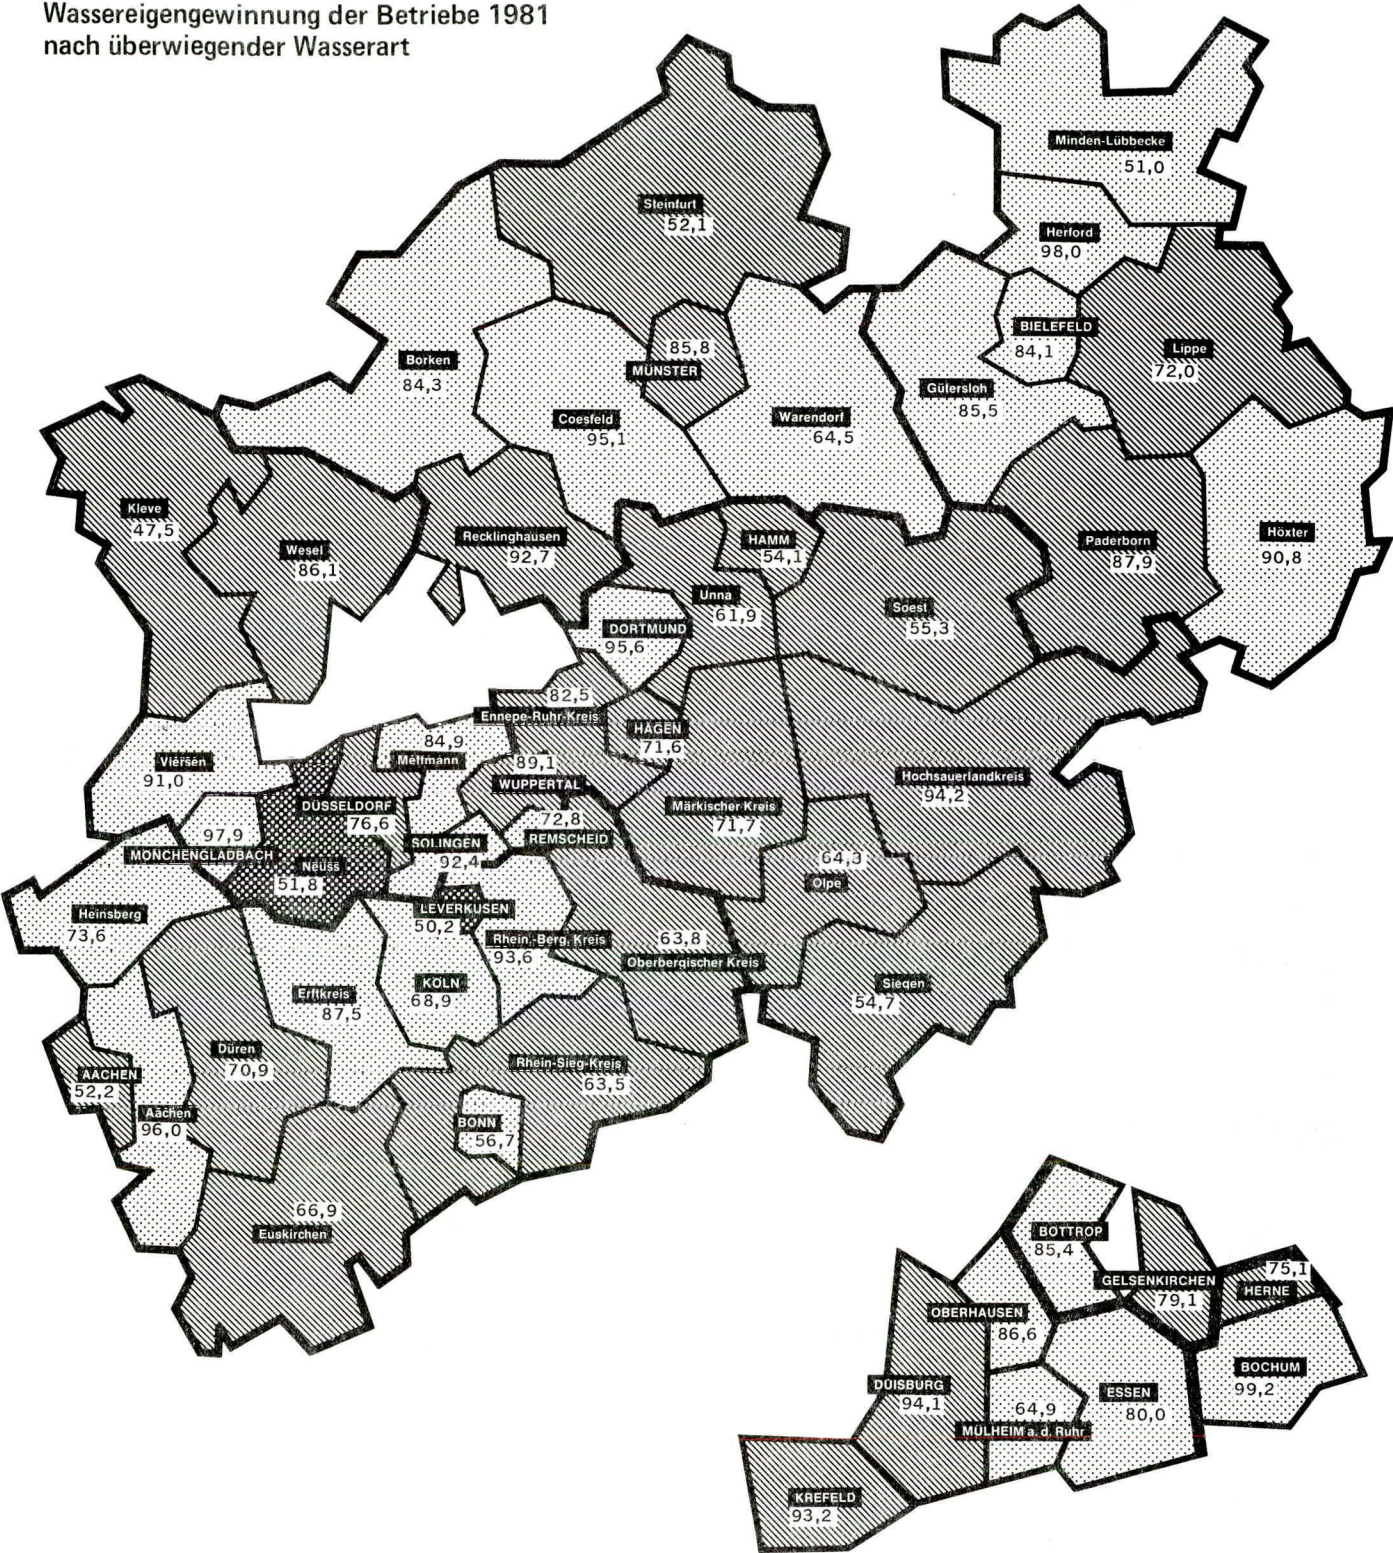 Wassereigengewinnung der Betriebe 1981
nach überwiegender Wasserart
Minden-Lübbecke
51,0
Steinfurt
52,1
Herford
98,0
BIELEFELD
84,1
Lippe
72,0
Borken
84,3
85,8
MÜNSTER
Gütersloh
85,5
Coesfeld
95,1
Warendorf
64,5
Kleve
47,5
Wesel
86,1
Recklinghausen
92,7
HAMM
54,1
Paderborn
87,9
Höxter
90,8
Unna
61,9
Soest
55,3
DORTMUND
95,6
82,5
Ennepe-Ruhr-Kreis
HAGEN
71,6
Viersen
91,0
84,9
Mettmann
89,1
WUPPERTAL
Hochsauerlandkreis
94,2
DÜSSELDORF
76,6
Märkischer Kreis
71,7
72,8
REMSCHEID
97,9
MÖNCHENGLADBACH
SOLINGEN
92,4
Neuss
51,8
64,3
Olpe
Heinsberg
73,6
LEVERKUSEN
50,2
Rhein.-Berg. Kreis
93,6
63,8
Oberbergischer Kreis
Erftkreis
87,5
KÖLN
68,9
Siegen
54,7
Düren
70,9
Rhein-Sieg-Kreis
63,5
AACHEN
52,2
Aachen
96,0
BONN
56,7
66,9
Euskirchen
BOTTROP
85,4
GELSENKIRCHEN
79,1
75,1
HERNE
OBERHAUSEN
86,6
BOCHUM
99,2
DUISBURG
94,1
ESSEN
80,0
64,9
MÜLHEIM a. d. Ruhr
KREFELD
93,2